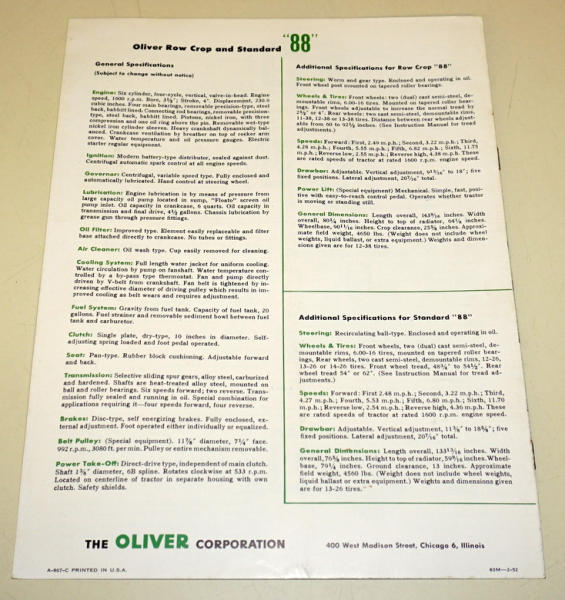 Oliver Row Crop and Standard "88"
General Specifications
(Subject to change without notice)
Engine: Six cylinder, four-cycle, vertical, valve-in-head. Engine
speed, 1600 r.p.m. Bore, 3⅛"; Stroke, 4". Displacement, 230.9
cubic inches. Four main bearings, removable precision-type, steel
back, babbitt lined. Connecting rod bearings, removable precision-
type, steel back, babbitt lined. Pistons, nickel iron, with three
compression and one oil ring above the pin. Removable wet-type
nickel iron cylinder sleeves. Heavy crankshaft dynamically bal-
anced. Crankcase ventilation by breather on top of rocker arm
cover. Water temperature and oil pressure gauges. Electric
starter regular equipment.
Ignition: Modern battery-type distributor, sealed against dust.
Centrifugal automatic spark control at all engine speeds.
Governor: Centrifugal, variable speed type. Fully enclosed and
automatically lubricated. Hand control at steering wheel.
Lubrication: Engine lubrication is by means of pressure from
large capacity oil pump located in sump, "Floato" screen oil
pump inlet. Oil capacity in crankcase, 6 quarts. Oil capacity in
transmission and final drive, 4½ gallons. Chassis lubrication by
grease gun through pressure fittings.
Oil Filter: Improved type. Element easily replaceable and filter
base attached directly to crankcase. No tubes or fittings.
Air Cleaner: Oil wash type. Cup easily removed for cleaning.
Cooling System: Full length water jacket for uniform cooling.
Water circulation by pump on fanshaft. Water temperature con-
trolled by a by-pass type thermostat. Fan and pump directly
driven by V-belt from crankshaft. Fan belt is tightened by in-
creasing effective diameter of driving pulley which results in im-
proved cooling as belt wears and requires adjustment.
Fuel System: Gravity from fuel tank. Capacity of fuel tank, 20
gallons. Fuel strainer and removable sediment bowl between fuel
tank and carburetor.
Clutch: Single plate, dry-type, 10 inches in diameter. Self-
adjusting spring loaded and foot pedal operated.
Seat: Pan-type. Rubber block cushioning. Adjustable forward
and back.
Transmission: Selective sliding spur gears, alloy steel, carburized
and hardened. Shafts are heat-treated alloy steel, mounted on
ball and roller bearings. Six speeds forward; two reverse. Trans-
mission fully sealed and running in oil. Special combination for
applications requiring it—four speeds forward, four reverse.
Brakes: Disc-type, self energizing brakes. Fully enclosed, ex-
ternal adjustment. Foot operated either individually or equalized.
Belt Pulley: (Special equipment). 11⅞" diameter, 7¼" face.
992 r.p.m., 3080 ft. per min. Pulley or entire mechanism removable.
Power Take-Off: Direct-drive type, independent of main clutch.
Shaft 1⅜" diameter, 6B spline. Rotates clockwise at 533 r.p.m.
Located on centerline of tractor in separate housing with own
clutch. Safety shields.
Additional Specifications for Row Crop "88"
Steering: Worm and gear type. Enclosed and operating in oil.
Front wheel post mounted on tapered roller bearings.
Wheels & Tires: Front wheels: two (dual) cast semi-steel, de-
mountable rims, 6.00-16 tires. Mounted on tapered roller bear-
ings. Front wheels adjustable to increase the normal tread by
2⅝" or 4". Rear wheels: two cast semi-steel, demountable rims,
11-38, 12-38 or 13-38 tires. Distance between rear wheels adjust-
able from 60 to 92½ inches. (See Instruction Manual for tread
adjustments.)
Speeds: Forward: First, 2.49 m.p.h.; Second, 3.22 m.p.h.; Third,
4.28 m.p.h.; Fourth, 5.55 m.p.h.; Fifth, 6.82 m.p.h.; Sixth, 11.75
m.p.h.; Reverse low, 2.55 m.p.h.; Reverse high, 4.38 m.p.h. These
are rated speeds of tractor at rated 1600 r.p.m. engine speed.
Drawbar: Adjustable. Vertical adjustment, to 18"; five
fixed positions. Lateral adjustment, total.
Power Lift: (Special equipment) Mechanical. Simple, fast, posi-
tive with easy-to-reach control pedal. Operates whether tractor
is moving or standing still.
General Dimensions: Length overall, inches. Width
overall, inches. Height to top of radiator, inches.
Wheelbase, inches. Crop clearance, inches. Approxi-
mate field weight, 4650 lbs. (Weight does not include wheel
weights, liquid ballast, or extra equipment.) Weights and dimen-
sions given are for 12-38 tires.
Additional Specifications for Standard "88"
Steering: Recirculating ball-type. Enclosed and operating in oil.
Wheels & Tires: Front wheels, two (dual) cast semi-steel, de-
mountable rims, 6.00-16 tires, mounted on tapered roller bear-
ings, Rear wheels, two cast semi-steel, demountable rims, 12-26,
13-26 or 14-26 tires. Front wheel tread, 48¾" to 54½". Rear
wheel tread 54" or 62". (See Instruction Manual for tread ad-
justments.)
Speeds: Forward: First 2.48 m.p.h.; Second, 3.22 m.p.h.; Third,
4.27 m.p.h.; Fourth, 5.53 m.p.h.; Fifth, 6.80 m.p.h.; Sixth, 11.70
m.p.h.; Reverse low, 2.54 m.p.h.; Reverse high, 4.36 m.p.h. These
are rated speeds of tractor at rated 1600 r.p.m. engine speed.
Drawbar: Adjustable. Vertical adjustment, to five
fixed positions. Lateral adjustment, total.
General Dimensions: Length overall, inches. Width
overall, inches. Height to top of radiator, inches. Wheel-
base, 79¼ inches. Ground clearance, 13 inches. Approximate
field weight, 4560 lbs. (Weight does not include wheel weights,
liquid ballast or extra equipment.) Weights and dimensions given
are for 13-26 tires.
THE OLIVER CORPORATION
400 West Madison Street, Chicago 6, Illinois
A-867-C PRINTED IN U.S.A.
83M—2-52